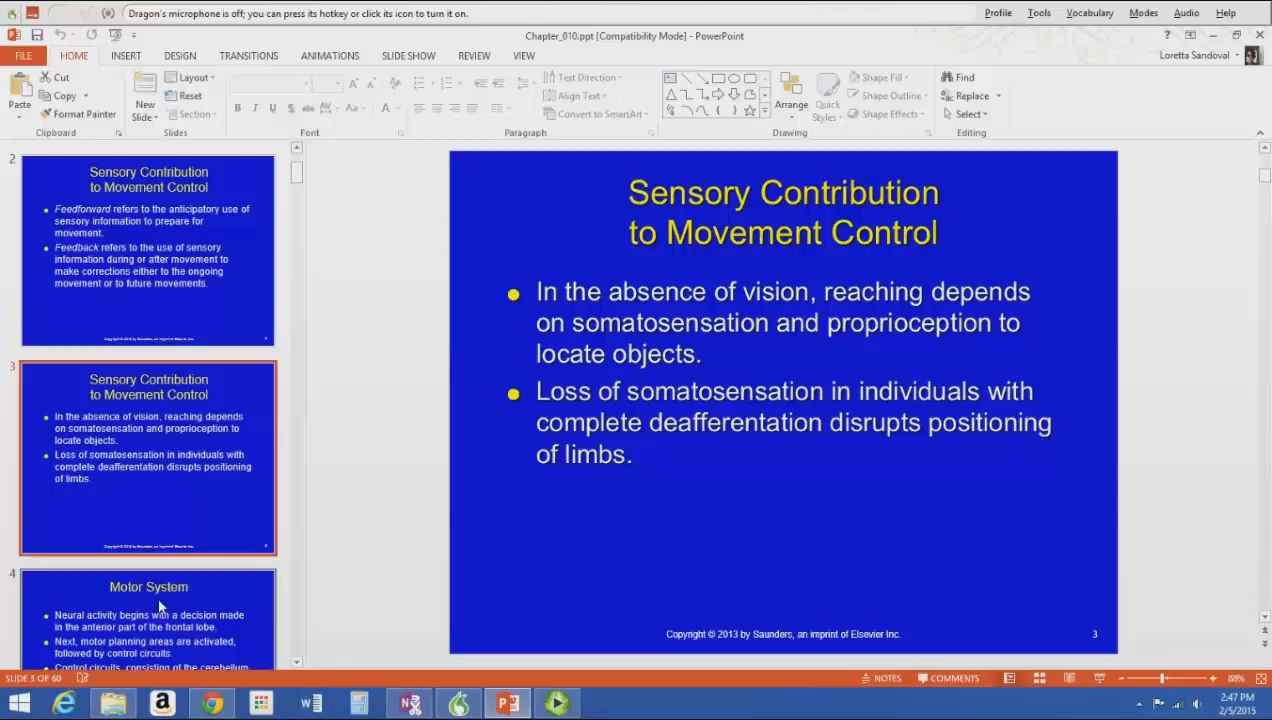 Dragon's microphone is off; you can press its hotkey or click its icon to turn it on.
Profile Tools Vocabulary Modes Audio Help
Chapter_010.ppt [Compatibility Mode] - PowerPoint
FILE HOME INSERT DESIGN TRANSITIONS ANIMATIONS SLIDE SHOW REVIEW VIEW
Loretta Sandoval
Paste
Cut
Copy
Format Painter
Clipboard
New
Slide
Layout
Reset
Section
Slides
Font
Text Direction
Align Text
Convert to SmartArt
Paragraph
Arrange
Quick
Styles
Shape Fill
Shape Outline
Shape Effects
Drawing
Find
Replace
Select
Editing
2
Sensory Contribution
to Movement Control
Feedforward refers to the anticipatory use of
sensory information to prepare for
movement.
Feedback refers to the use of sensory
information during or after movement to
make corrections either to the ongoing
movement or to future movements.
3
Sensory Contribution
to Movement Control
In the absence of vision, reaching depends
on somatosensation and proprioception to
locate objects.
Loss of somatosensation in individuals with
complete deafferentation disrupts positioning
of limbs.
4
Motor System
Neural activity begins with a decision made
in the anterior part of the frontal lobe.
Next, motor planning areas are activated,
followed by control circuits.
Control circuits, consisting of the cerebellum
Sensory Contribution
to Movement Control
In the absence of vision, reaching depends
on somatosensation and proprioception to
locate objects.
Loss of somatosensation in individuals with
complete deafferentation disrupts positioning
of limbs.
Copyright © 2013 by Saunders, an imprint of Elsevier Inc.
3
SLIDE 3 OF 60
NOTES COMMENTS
88%
2:47 PM
2/5/2015